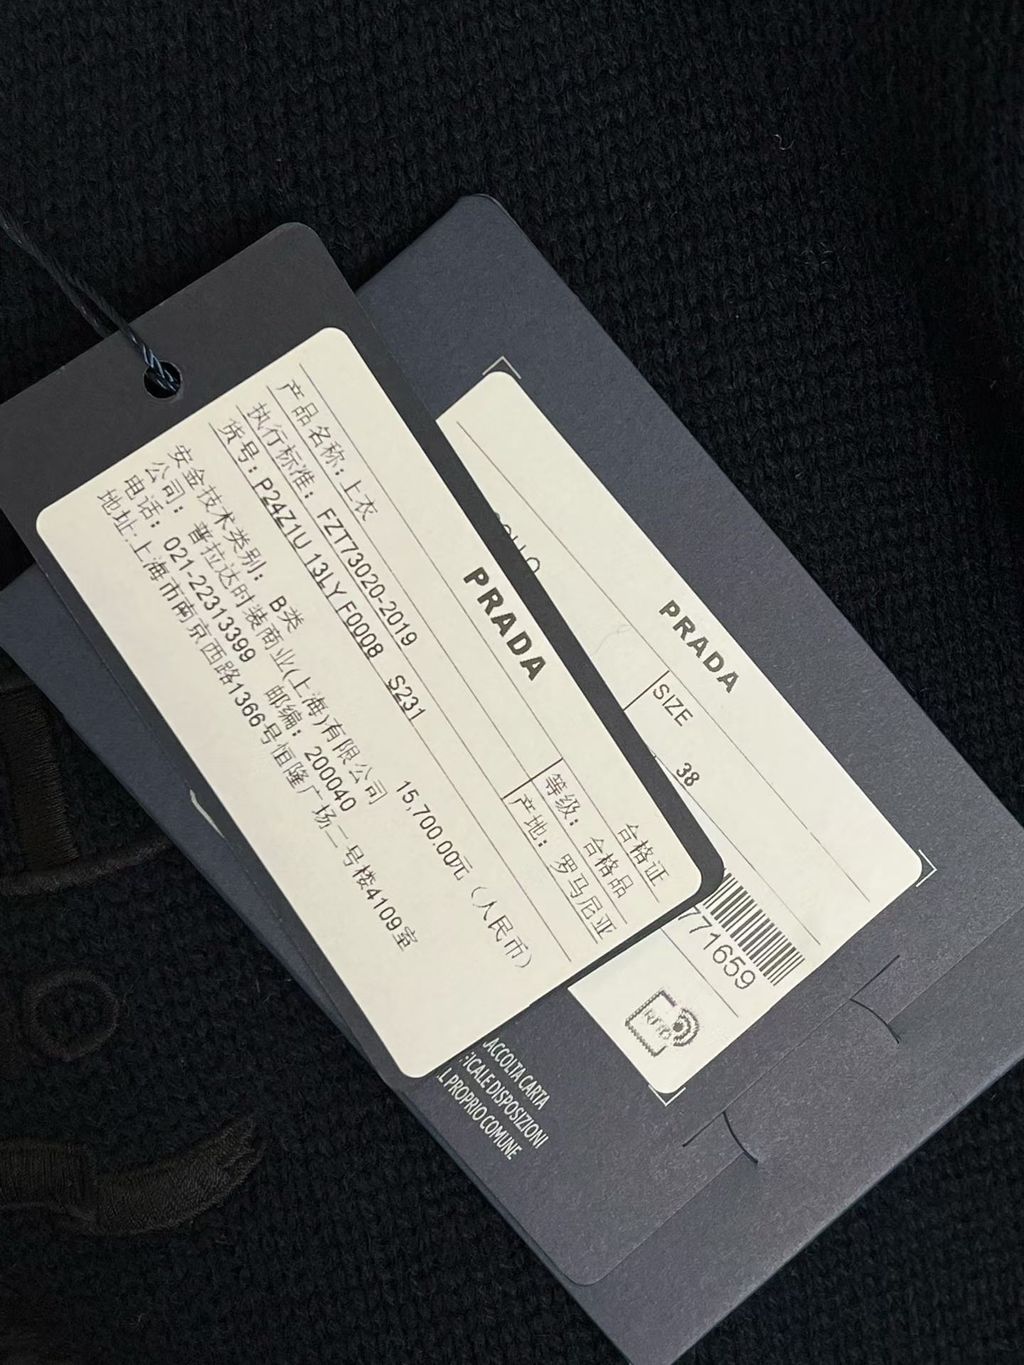 PRADA
合格证
产品名称:上衣
等级:合格品
执行标准: FZT73020-2019
产地:罗马尼亚
货号:P24Z1U 13LY F0008 S231
15,700.00元(人民币)
安全技术类别: B类
公司: 普拉达时装商业(上海)有限公司
电话: 021-22313399 邮编: 200040
地址:上海市南京西路1366号恒隆广场二号楼4109室
PRADA
SIZE
38
771659
RFID
RACCOLTA CARTA
DISPOSIZIONI
PROPRIO COMUNE